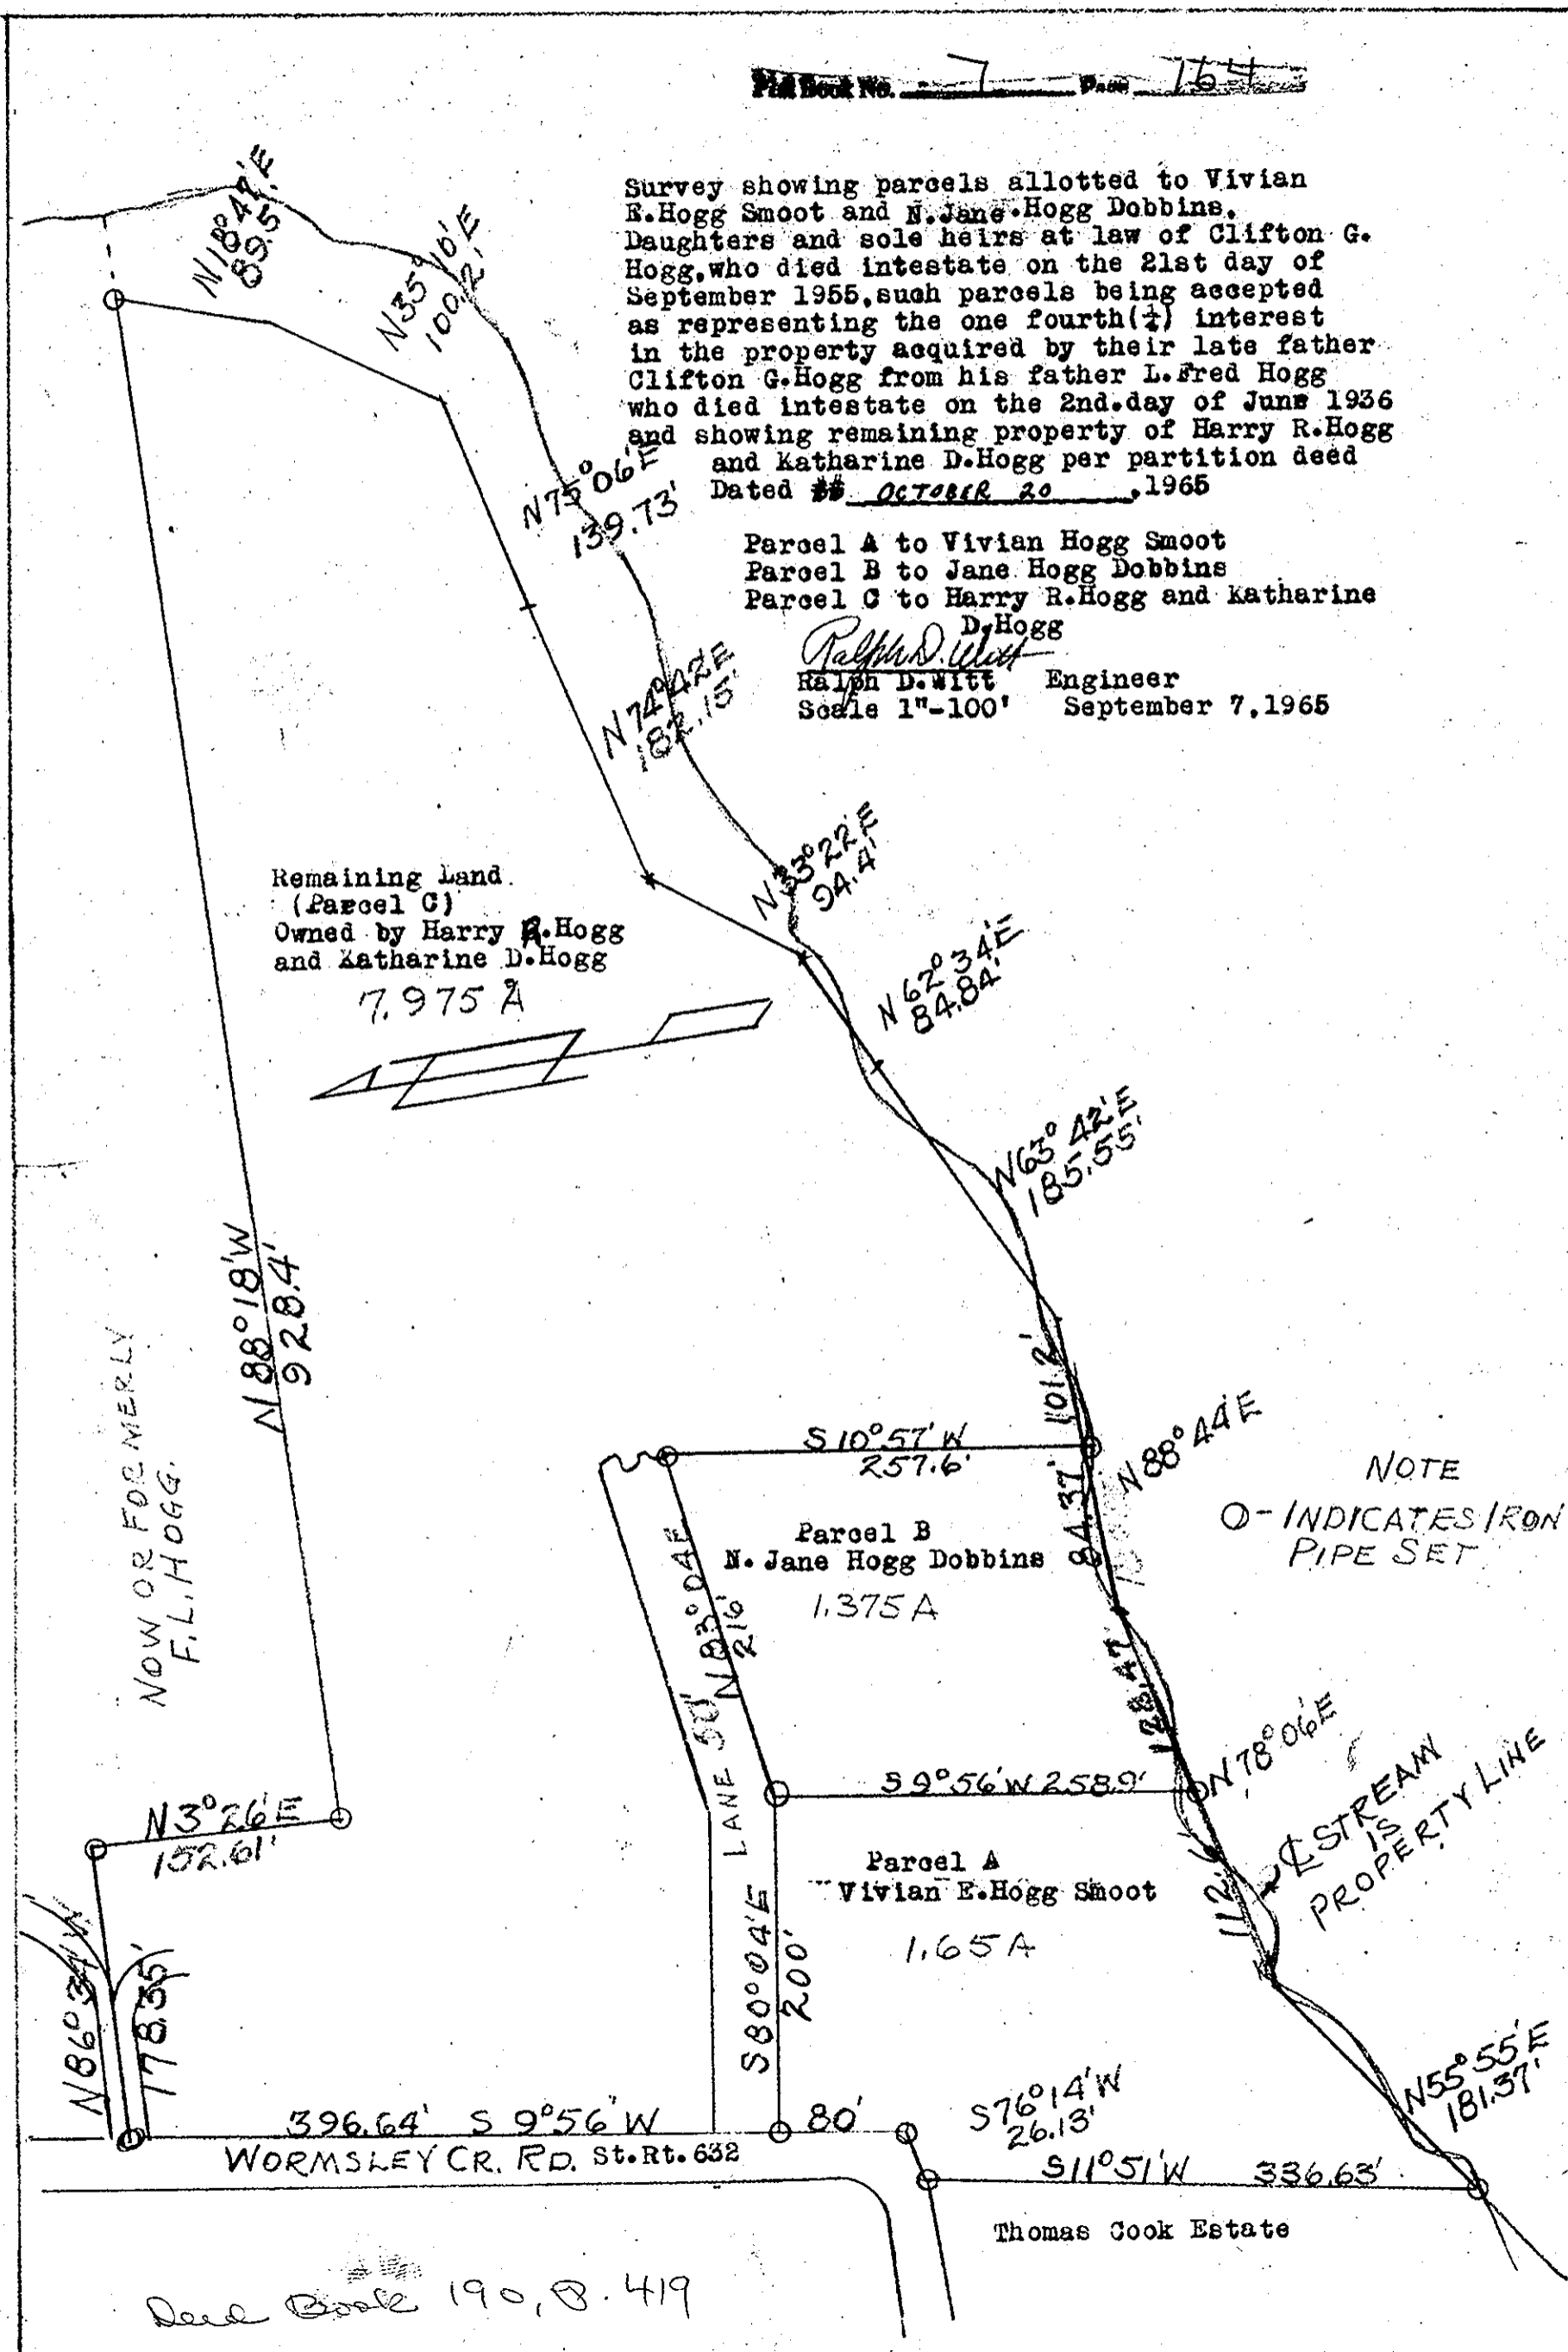 Plat Book No. 7 Page 164
Survey showing parcels allotted to Vivian
E.Hogg Smoot and N.Jane Hogg Dobbins,
Daughters and sole heirs at law of Clifton G.
Hogg,who died intestate on the 21st day of
September 1955,such parcels being accepted
as representing the one fourth(¼) interest
in the property acquired by their late father
Clifton G.Hogg from his father L.Fred Hogg
who died intestate on the 2nd.day of June 1936
and showing remaining property of Harry R.Hogg
and Katharine D.Hogg per partition deed
Dated OCTOBER 20 ,1965
Parcel A to Vivian Hogg Smoot
Parcel B to Jane Hogg Dobbins
Parcel C to Harry R.Hogg and Katharine
D.Hogg
Ralph D. Witt
Ralph D.Witt Engineer
Scale 1"-100' September 7,1965
89.5'
N35°10'E
100.2'
N75°06'E
139.73'
N74°42'E
182.15'
N33°22'E
94.4'
N62°34'E
84.84'
N63°42'E
185.55'
Remaining Land
(Parcel C)
Owned by Harry R.Hogg
and Katharine D.Hogg
7.975 A
N88°18'W
928.4'
NOW OR FORMERLY
F.L.HOGG.
101.2'
S10°57'W
257.6'
84.37'
N88°44'E
NOTE
O-INDICATES IRON
PIPE SET
Parcel B
N. Jane Hogg Dobbins
1.375 A
N83°04'E
216'
LANE 50'
128.47'
N78°06'E
S9°56'W 258.9'
℄ STREAM
IS
PROPERTY LINE
N3°26'E
152.61'
Parcel A
Vivian E.Hogg Smoot
1.65 A
112'
S80°04'E
200'
N86°34'W
178.35'
N55°55'E
181.37'
396.64' S 9°56'W
80'
S76°14'W
26.13'
WORMSLEY CR. RD. St.Rt.632
S11°51'W 336.63'
Thomas Cook Estate
Deed Book 190, P. 419